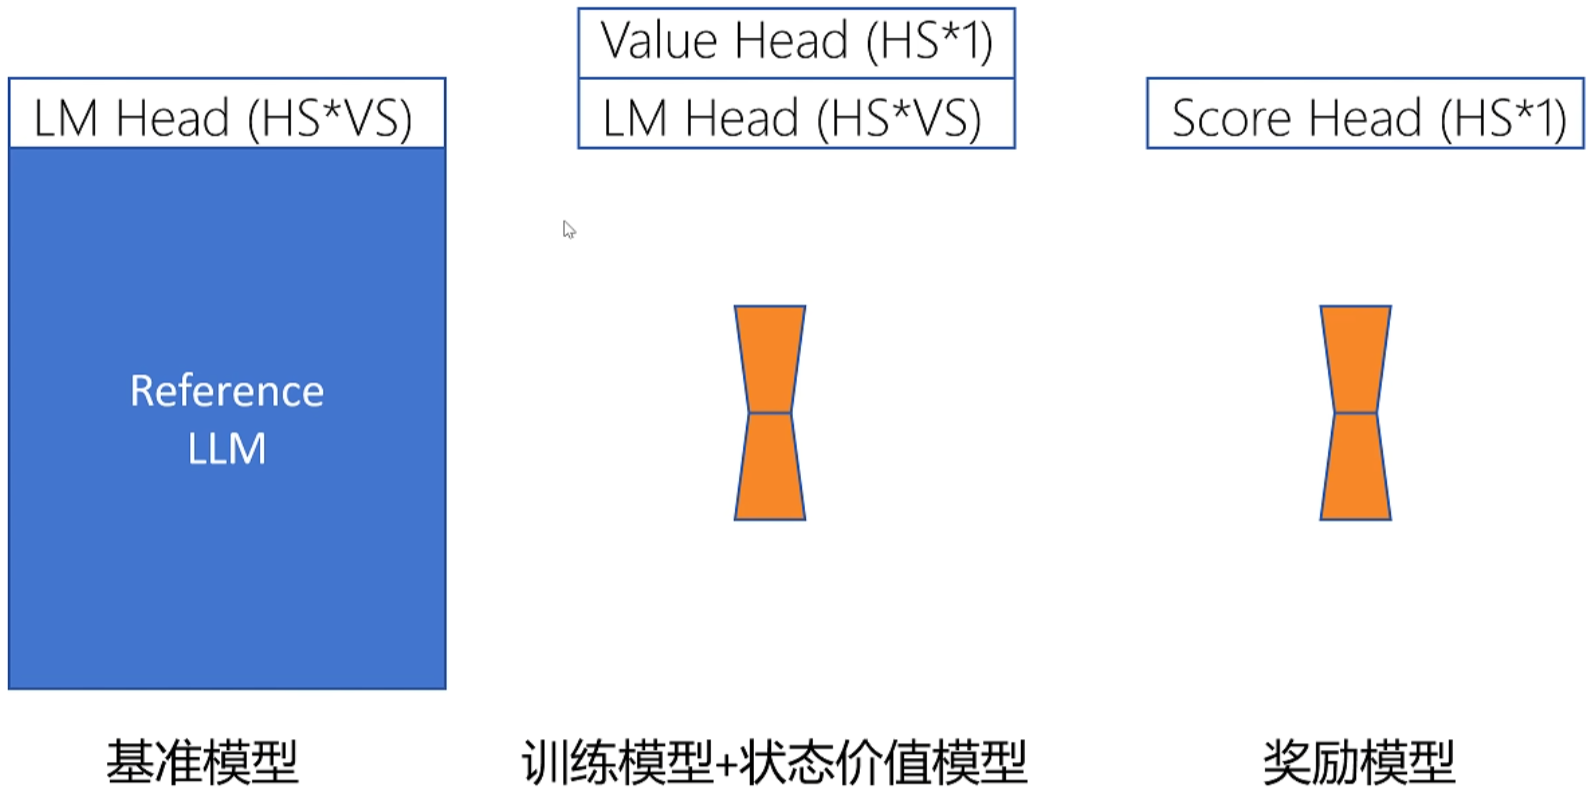 Value Head (HS*1)
LM Head (HS*VS)
LM Head (HS*VS)
Score Head (HS*1)
Reference
LLM
基准模型
训练模型+状态价值模型
奖励模型